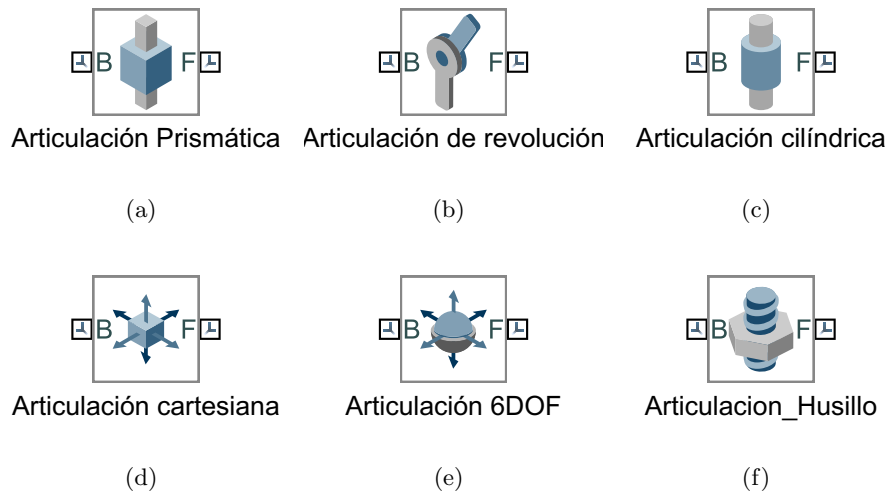 B F
B F
B F
Articulación Prismática
Articulación de revolución
Articulación cilíndrica
(a)
(b)
(c)
B F
B F
B F
Articulación cartesiana
Articulación 6DOF
Articulacion_Husillo
(d)
(e)
(f)